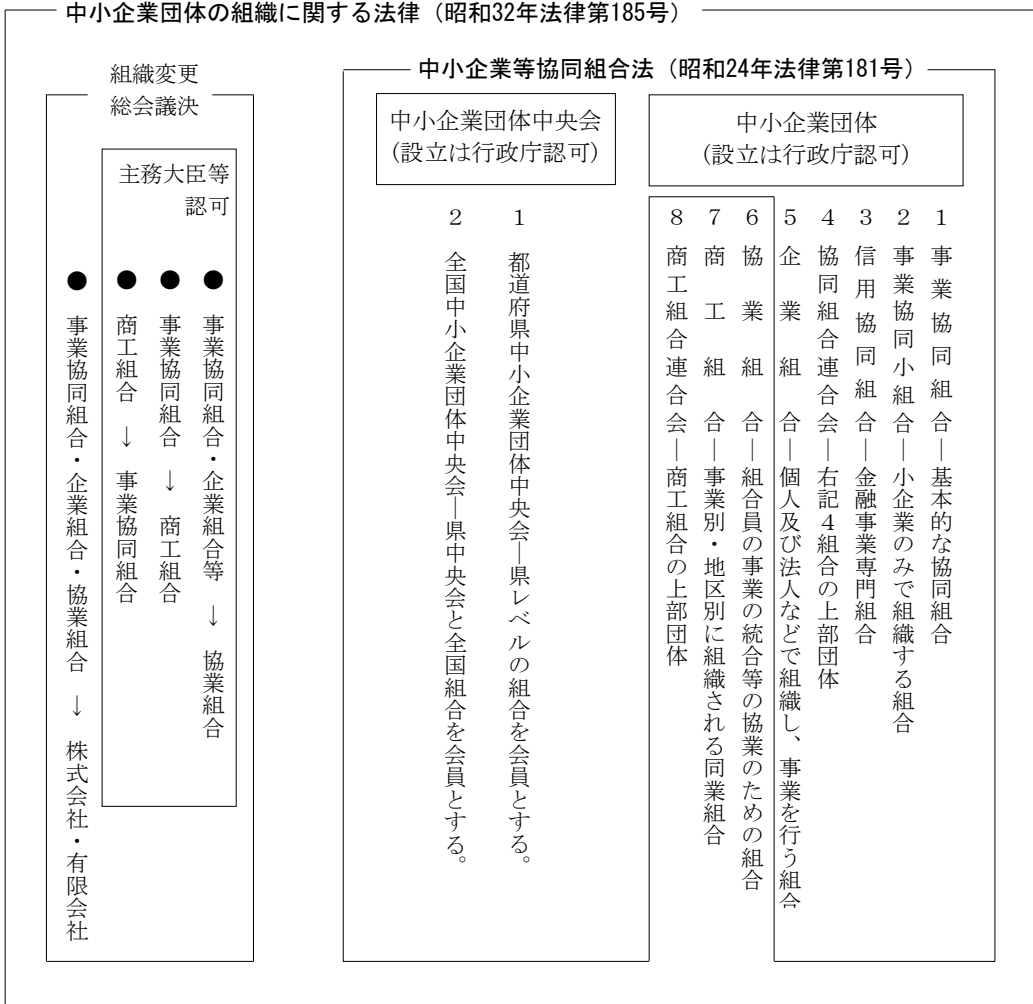 中小企業団体の組織に関する法律（昭和32年法律第185号）
中小企業等協同組合法（昭和24年法律第181号）
中小企業団体
(設立は行政庁認可)
1　事業協同組合―基本的な協同組合
2　事業協同小組合―小企業のみで組織する組合
3　信用協同組合―金融事業専門組合
4　協同組合連合会―右記4組合の上部団体
5　企業組合―個人及び法人などで組織し、事業を行う組合
6　協業組合―組合員の事業の統合等の協業のための組合
7　商工組合―事業別・地区別に組織される同業組合
8　商工組合連合会―商工組合の上部団体
中小企業団体中央会
(設立は行政庁認可)
1　都道府県中小企業団体中央会―県レベルの組合を会員とする。
2　全国中小企業団体中央会―県中央会と全国組合を会員とする。
組織変更
総会議決
主務大臣等
認可
●　事業協同組合・企業組合等　→　協業組合
●　事業協同組合　→　商工組合
●　商工組合　→　事業協同組合
●　事業協同組合・企業組合・協業組合　→　株式会社・有限会社